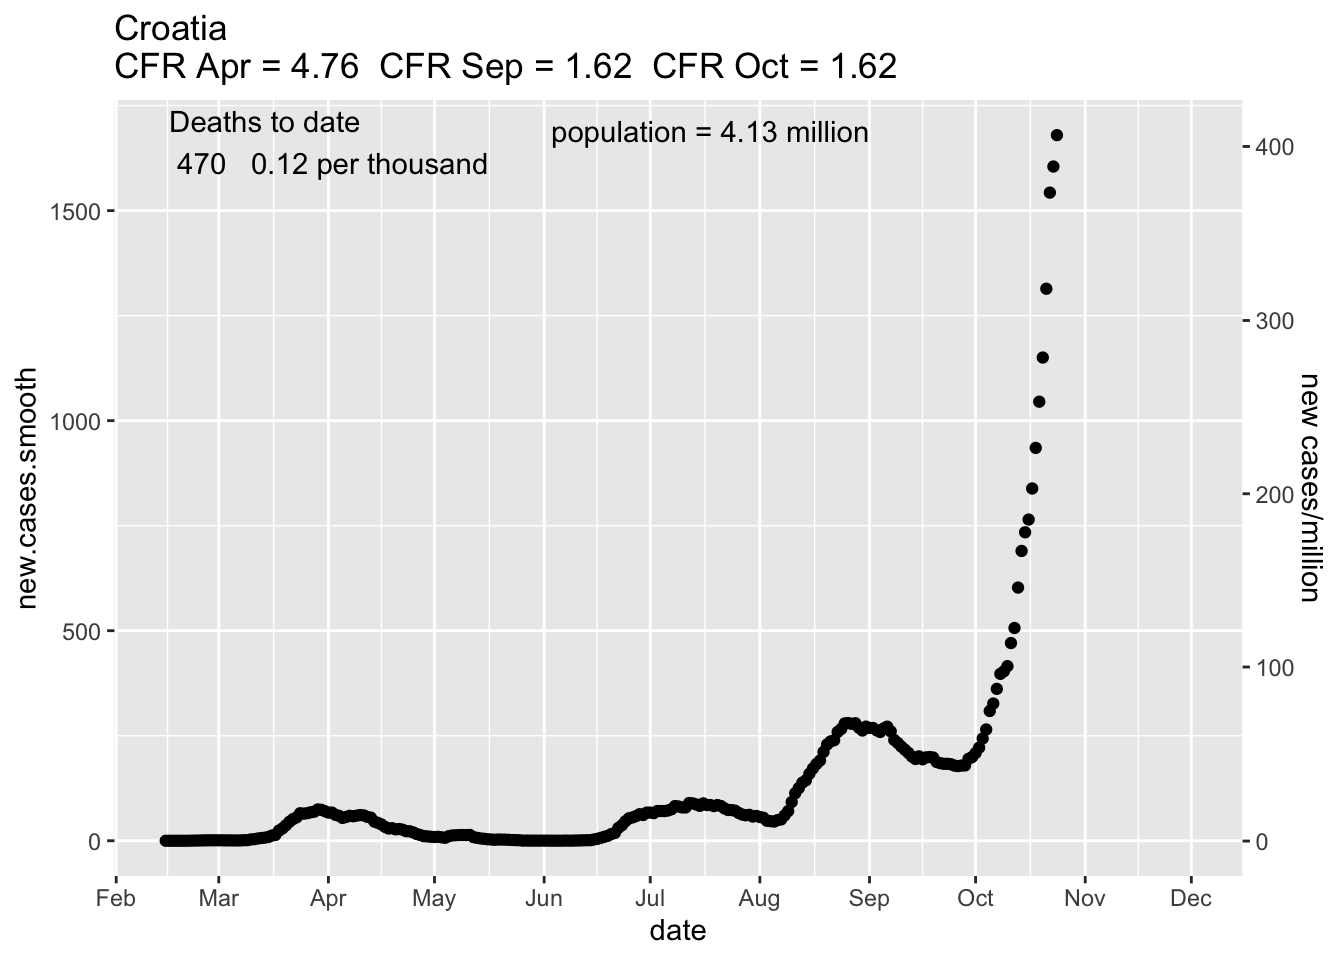 Croatia
CFR Apr = 4.76  CFR Sep = 1.62  CFR Oct = 1.62
Deaths to date
470   0.12 per thousand
population = 4.13 million
new.cases.smooth
1500
1000
500
0
400
300
200
100
0
new cases/million
Feb Mar Apr May Jun Jul Aug Sep Oct Nov Dec
date